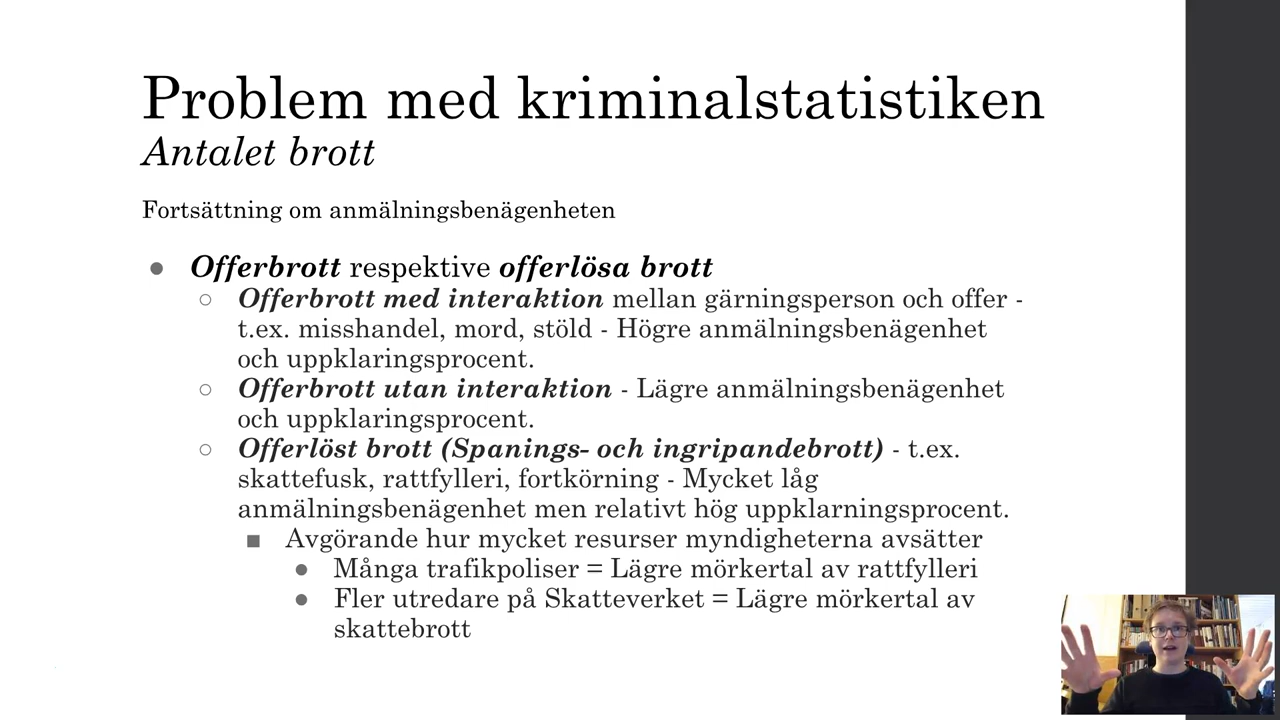 Problem med kriminalstatistiken
Antalet brott
Fortsättning om anmälningsbenägenheten
● Offerbrott respektive offerlösa brott
○ Offerbrott med interaktion mellan gärningsperson och offer -
t.ex. misshandel, mord, stöld - Högre anmälningsbenägenhet
och uppklaringsprocent.
○ Offerbrott utan interaktion - Lägre anmälningsbenägenhet
och uppklaringsprocent.
○ Offerlöst brott (Spanings- och ingripandebrott) - t.ex.
skattefusk, rattfylleri, fortkörning - Mycket låg
anmälningsbenägenhet men relativt hög uppklarningsprocent.
■ Avgörande hur mycket resurser myndigheterna avsätter
● Många trafikpoliser = Lägre mörkertal av rattfylleri
● Fler utredare på Skatteverket = Lägre mörkertal av
skattebrott